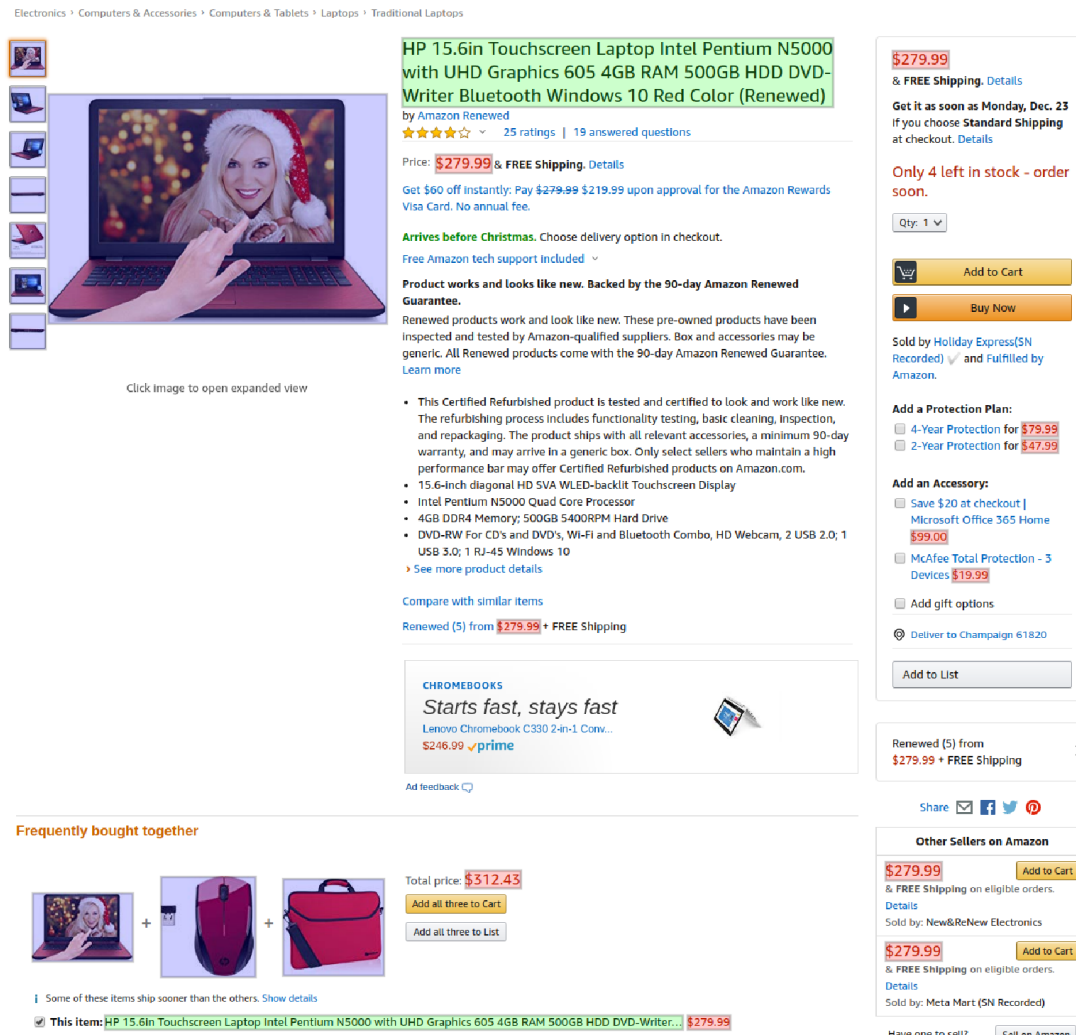 Electronics › Computers & Accessories › Computers & Tablets › Laptops › Traditional Laptops
HP 15.6in Touchscreen Laptop Intel Pentium N5000
with UHD Graphics 605 4GB RAM 500GB HDD DVD-
Writer Bluetooth Windows 10 Red Color (Renewed)
by Amazon Renewed
25 ratings | 19 answered questions
Price: $279.99 & FREE Shipping. Details
Get $60 off instantly: Pay $279.99 $219.99 upon approval for the Amazon Rewards
Visa Card. No annual fee.
Arrives before Christmas. Choose delivery option in checkout.
Free Amazon tech support included
Product works and looks like new. Backed by the 90-day Amazon Renewed
Guarantee.
Renewed products work and look like new. These pre-owned products have been
inspected and tested by Amazon-qualified suppliers. Box and accessories may be
generic. All Renewed products come with the 90-day Amazon Renewed Guarantee.
Learn more
Click image to open expanded view
• This Certified Refurbished product is tested and certified to look and work like new.
The refurbishing process includes functionality testing, basic cleaning, inspection,
and repackaging. The product ships with all relevant accessories, a minimum 90-day
warranty, and may arrive in a generic box. Only select sellers who maintain a high
performance bar may offer Certified Refurbished products on Amazon.com.
• 15.6-inch diagonal HD SVA WLED-backlit Touchscreen Display
• Intel Pentium N5000 Quad Core Processor
• 4GB DDR4 Memory; 500GB 5400RPM Hard Drive
• DVD-RW For CD's and DVD's, Wi-Fi and Bluetooth Combo, HD Webcam, 2 USB 2.0; 1
USB 3.0; 1 RJ-45 Windows 10
› See more product details
Compare with similar items
Renewed (5) from $279.99 + FREE Shipping
CHROMEBOOKS
Starts fast, stays fast
Lenovo Chromebook C330 2-in-1 Conv...
$246.99 prime
Ad feedback
$279.99
& FREE Shipping. Details
Get it as soon as Monday, Dec. 23
if you choose Standard Shipping
at checkout. Details
Only 4 left in stock - order
soon.
Qty: 1
Add to Cart
Buy Now
Sold by Holiday Express(SN
Recorded) and Fulfilled by
Amazon.
Add a Protection Plan:
4-Year Protection for $79.99
2-Year Protection for $47.99
Add an Accessory:
Save $20 at checkout |
Microsoft Office 365 Home
$99.00
McAfee Total Protection - 3
Devices $19.99
Add gift options
Deliver to Champaign 61820
Add to List
Renewed (5) from
$279.99 + FREE Shipping
Share
Other Sellers on Amazon
$279.99 Add to Cart
& FREE Shipping on eligible orders.
Details
Sold by: New&ReNew Electronics
$279.99 Add to Cart
& FREE Shipping on eligible orders.
Details
Sold by: Meta Mart (SN Recorded)
Have one to sell? Sell on Amazon
Frequently bought together
+ +
Total price: $312.43
Add all three to Cart
Add all three to List
i Some of these items ship sooner than the others. Show details
This item: HP 15.6in Touchscreen Laptop Intel Pentium N5000 with UHD Graphics 605 4GB RAM 500GB HDD DVD-Writer... $279.99